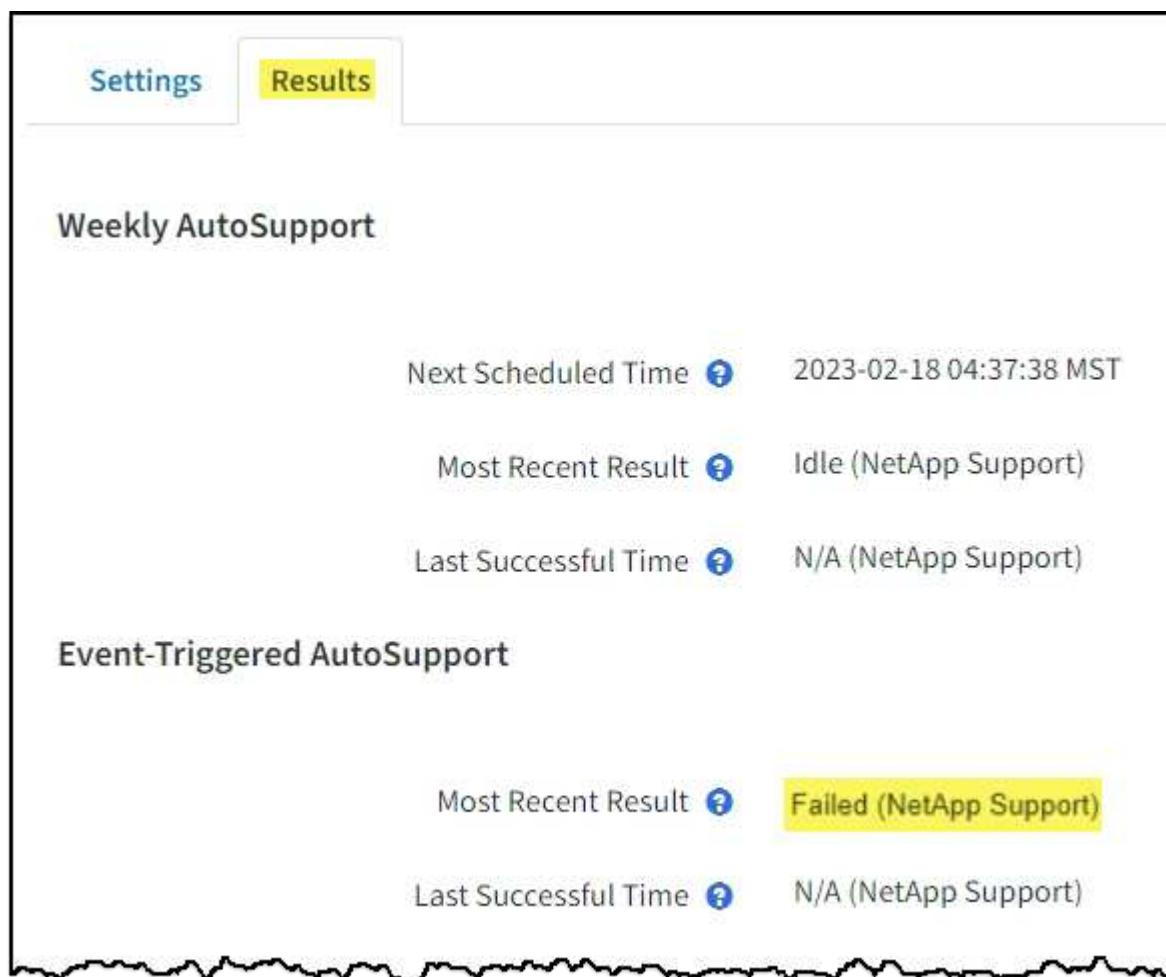 Settings Results
Weekly AutoSupport
Next Scheduled Time ? 2023-02-18 04:37:38 MST
Most Recent Result ? Idle (NetApp Support)
Last Successful Time ? N/A (NetApp Support)
Event-Triggered AutoSupport
Most Recent Result ? Failed (NetApp Support)
Last Successful Time ? N/A (NetApp Support)